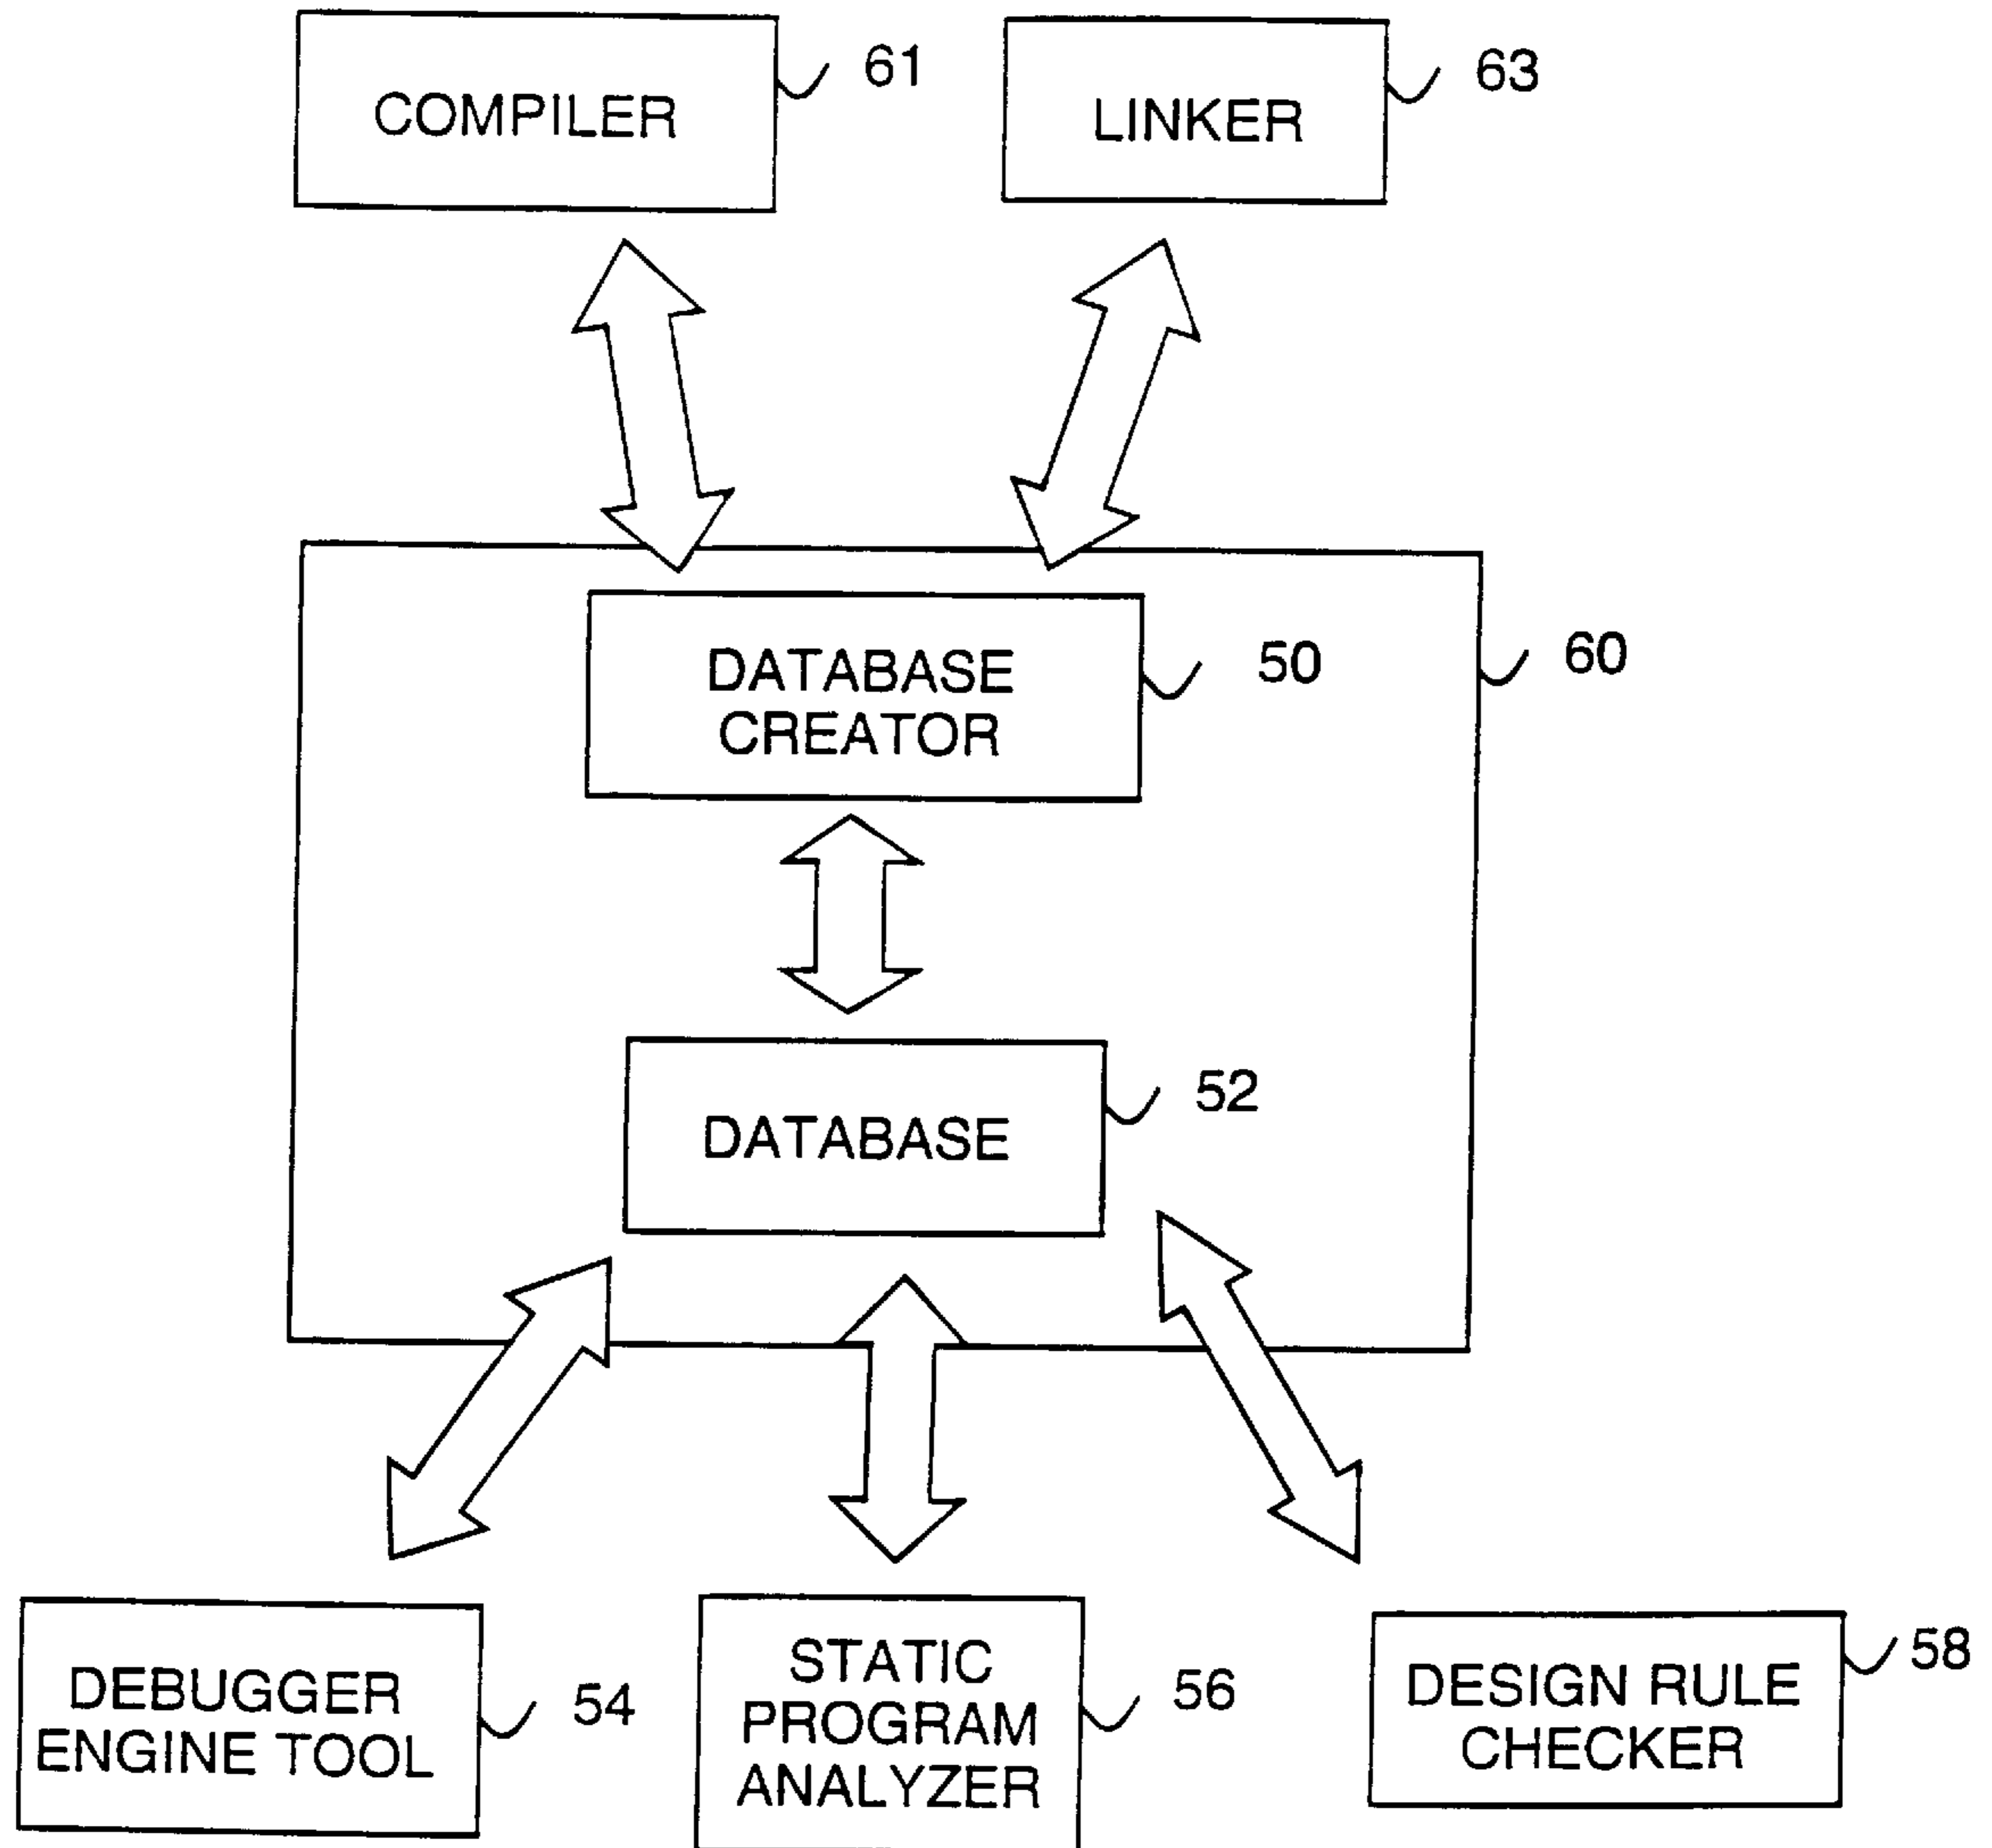 COMPILER
61
LINKER
63
DATABASE
CREATOR
50
60
DATABASE
52
DEBUGGER
ENGINE TOOL
54
STATIC
PROGRAM
ANALYZER
56
DESIGN RULE
CHECKER
58